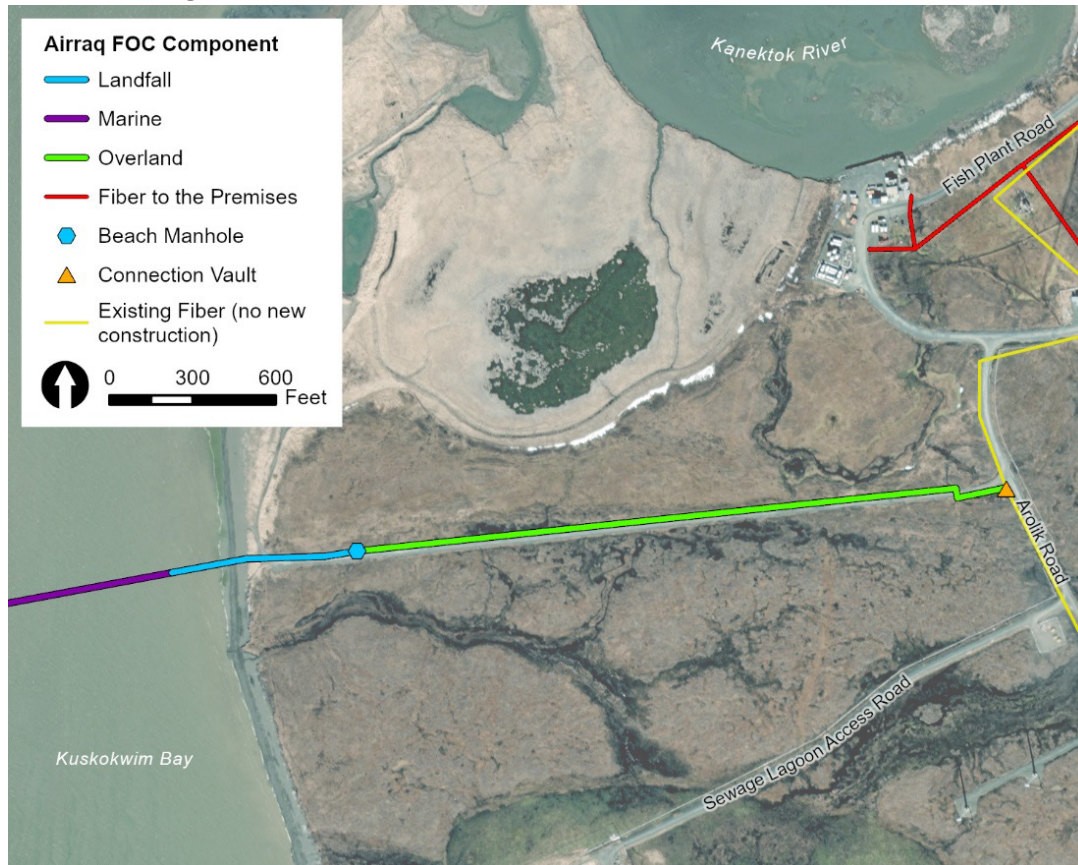 Airraq FOC Component
Landfall
Marine
Overland
Fiber to the Premises
Beach Manhole
Connection Vault
Existing Fiber (no new
construction)
0 300 600
Feet
Kanektok River
Fish Plant Road
Arolik Road
Sewage Lagoon Access Road
Kuskokwim Bay